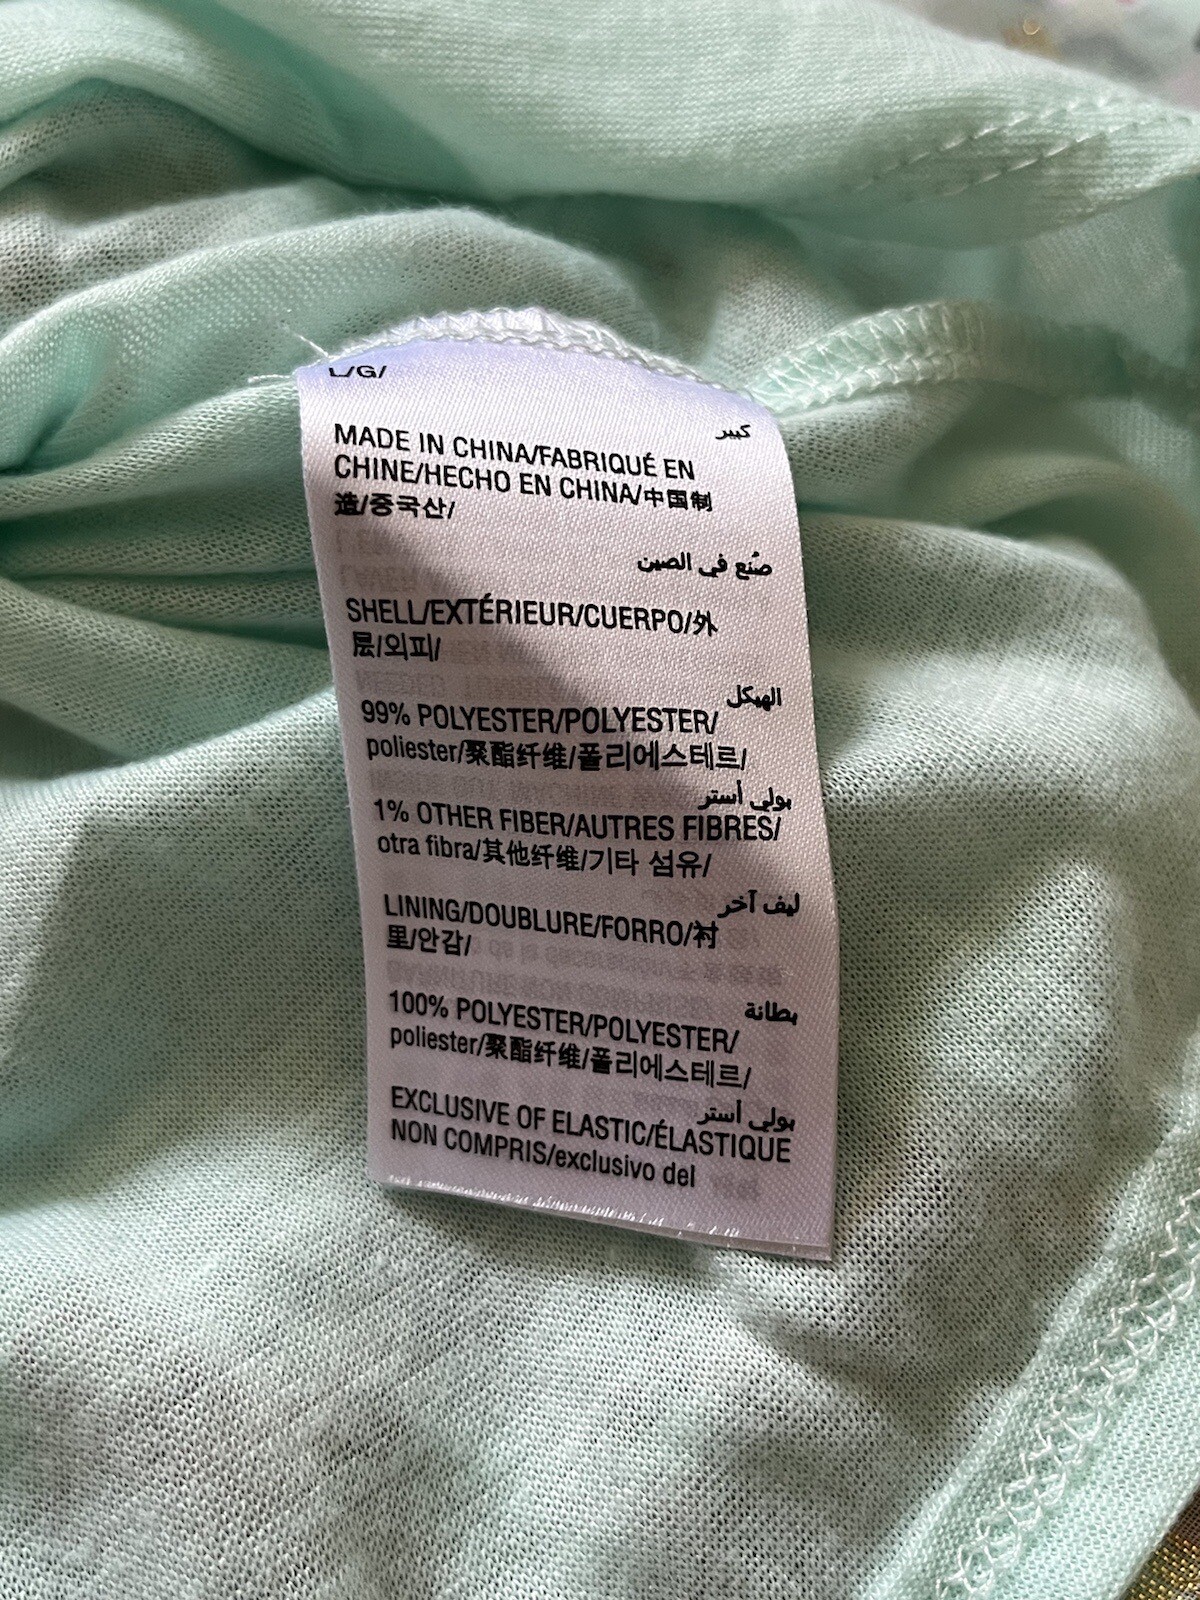 L/G/
كبير
MADE IN CHINA/FABRIQUÉ EN
CHINE/HECHO EN CHINA/中国制
造/중국산/
صُنع في الصين
SHELL/EXTÉRIEUR/CUERPO/外
层/외피/
الهيكل
99% POLYESTER/POLYESTER/
poliester/聚酯纤维/폴리에스테르/
بولي أستر
1% OTHER FIBER/AUTRES FIBRES/
otra fibra/其他纤维/기타 섬유/
ليف آخر
LINING/DOUBLURE/FORRO/衬
里/안감/
بطانة
100% POLYESTER/POLYESTER/
poliester/聚酯纤维/폴리에스테르/
بولي أستر
EXCLUSIVE OF ELASTIC/ÉLASTIQUE
NON COMPRIS/exclusivo del